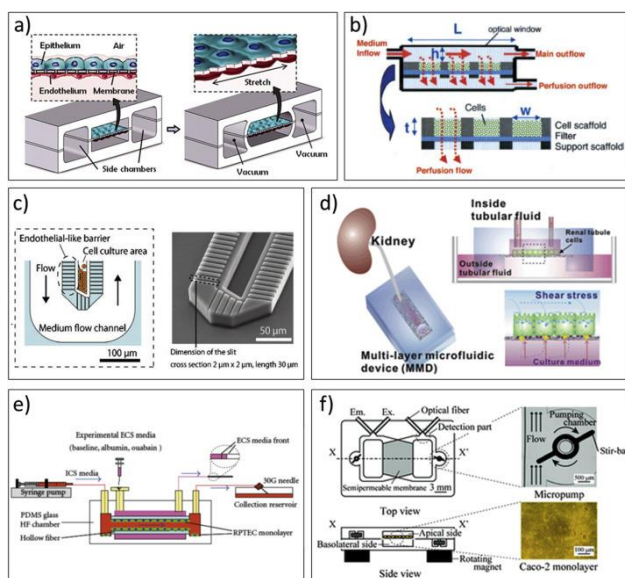 a)
Epithelium
Air
Endothelium
Membrane
Stretch
Side chambers
Vacuum
Vacuum
b)
L
optical window
Medium
Inflow
h
Main outflow
Perfusion outflow
Cells
w
t
Cell scaffold
Filter
Support scaffold
Perfusion flow
c)
Endothelial-like barrier
Cell culture area
Flow
Medium flow channel
100 µm
50 µm
Dimension of the slit
cross section 2 µm x 2 µm, length 30 µm
d)
Kidney
Multi-layer microfluidic
device (MMD)
Inside
tubular fluid
Renal tubule
cells
Outside
tubular fluid
Shear stress
Culture medium
e)
Experimental ECS media
(baseline, albumin, ouabain)
ECS media
front
ICS media
Syringe pump
30G needle
Collection reservoir
PDMS glass
HF chamber
Hollow fiber
RPTEC monolayer
f)
Em.
Ex.
Optical fiber
Detection part
X
X'
Semipermeable membrane
3 mm
Top view
Pumping
chamber
Flow
Stir-bar
500 µm
Micropump
X
X'
Apical side
Basolateral side
Rotating
magnet
Side view
100 µm
Caco-2 monolayer